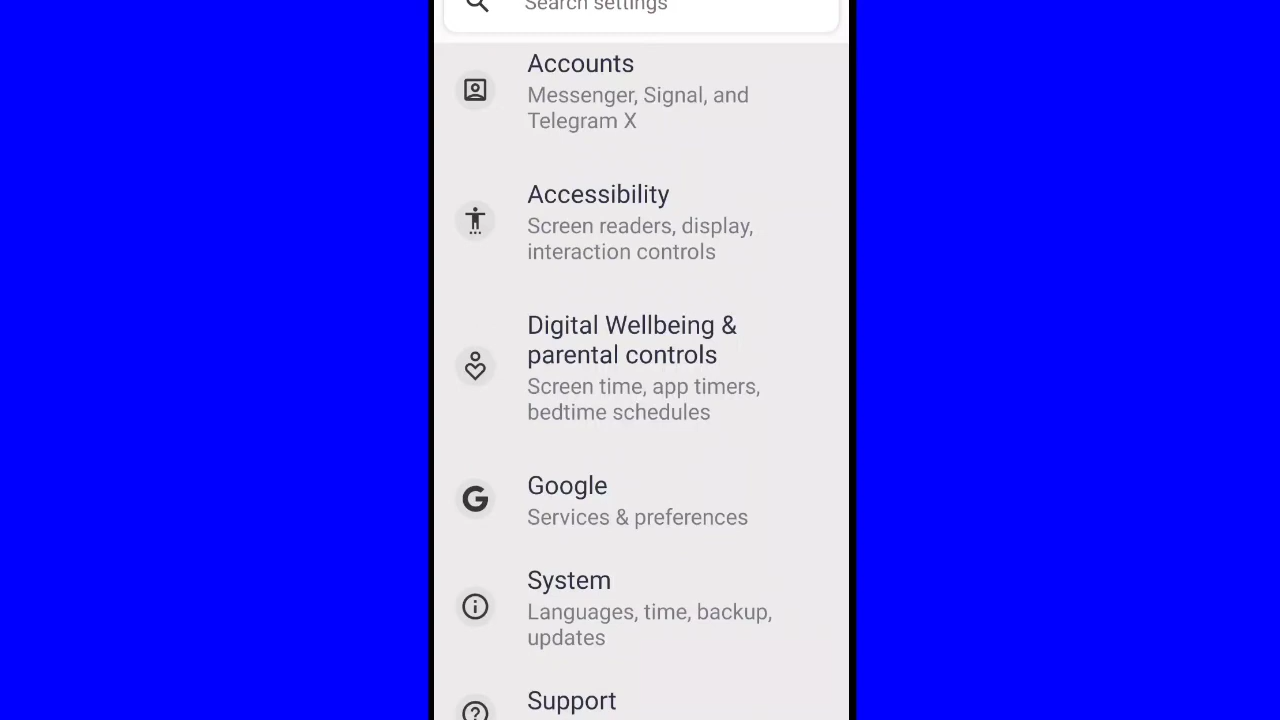 Search settings
Accounts
Messenger, Signal, and
Telegram X
Accessibility
Screen readers, display,
interaction controls
Digital Wellbeing &
parental controls
Screen time, app timers,
bedtime schedules
Google
Services & preferences
System
Languages, time, backup,
updates
Support